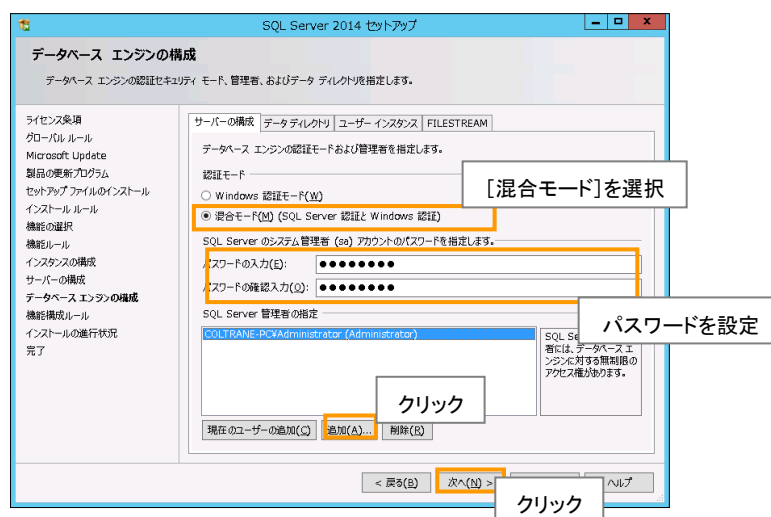 SQL Server 2014 セットアップ
データベース エンジンの構成
データベース エンジンの認証セキュリティ モード、管理者、およびデータ ディレクトリを指定します。
ライセンス条項
グローバル ルール
Microsoft Update
製品の更新プログラム
セットアップ ファイルのインストール
インストール ルール
機能の選択
機能ルール
インスタンスの構成
サーバーの構成
データベース エンジンの構成
機能構成ルール
インストールの進行状況
完了
サーバーの構成 データ ディレクトリ ユーザー インスタンス FILESTREAM
データベース エンジンの認証モードおよび管理者を指定します。
認証モード
Windows 認証モード(W)
[混合モード]を選択
混合モード(M) (SQL Server 認証と Windows 認証)
SQL Server のシステム管理者 (sa) アカウントのパスワードを指定します。
パスワードの入力(E): ●●●●●●●●
パスワードの確認入力(O): ●●●●●●●●
パスワードを設定
SQL Server 管理者の指定
COLTRANE-PC¥Administrator (Administrator)
SQL Se
者には、データベース エ
ンジンに対する無制限の
アクセス権があります。
クリック
現在のユーザーの追加(C) 追加(A)... 削除(R)
< 戻る(B) 次へ(N) > ヘルプ
クリック